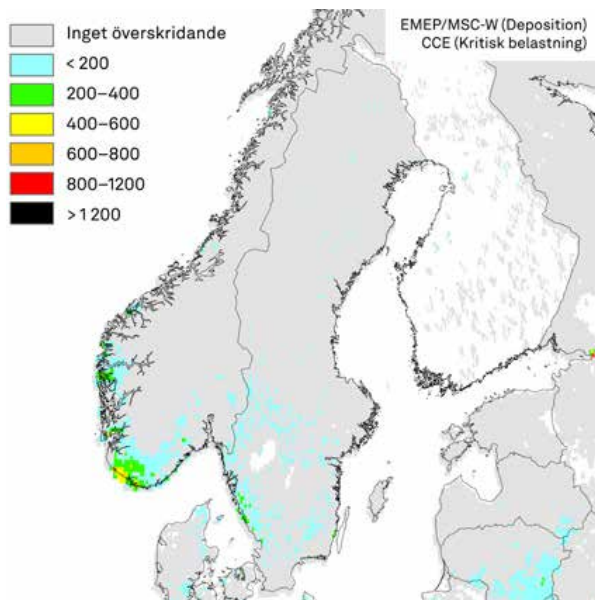 EMEP/MSC-W (Deposition)
CCE (Kritisk belastning)
Inget överskridande
< 200
200–400
400–600
600–800
800–1200
> 1 200